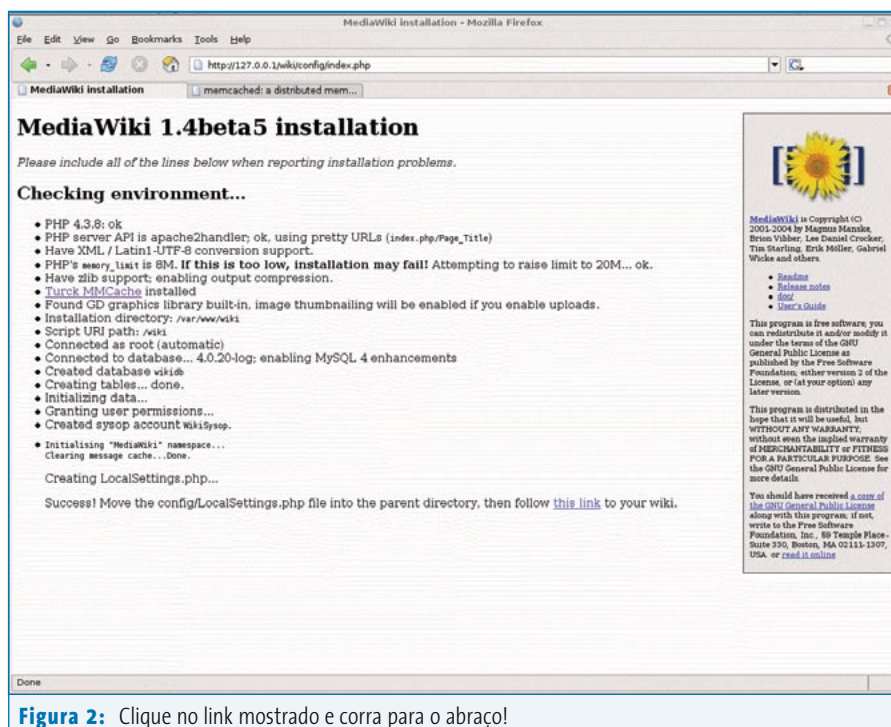 MediaWiki installation - Mozilla Firefox
File Edit View Go Bookmarks Tools Help
http://127.0.0.1/wiki/config/index.php
MediaWiki installation
memcached: a distributed mem...
MediaWiki 1.4beta5 installation
Please include all of the lines below when reporting installation problems.
Checking environment...
PHP 4.3.8: ok
PHP server API is apache2handler; ok, using pretty URLs (index.php/Page_Title)
Have XML / Latin1-UTF-8 conversion support.
PHP's memory_limit is 8M. If this is too low, installation may fail! Attempting to raise limit to 20M... ok.
Have zlib support; enabling output compression.
Turck MMCache installed
Found GD graphics library built-in, image thumbnailing will be enabled if you enable uploads.
Installation directory: /var/www/wiki
Script URI path: /wiki
Connected as root (automatic)
Connected to database... 4.0.20-log; enabling MySQL 4 enhancements
Created database wikidb
Creating tables... done.
Initializing data...
Granting user permissions...
Created sysop account WikiSysop.
Initialising "MediaWiki" namespace...
Clearing message cache...Done.
Creating LocalSettings.php...
Success! Move the config/LocalSettings.php file into the parent directory, then follow this link to your wiki.
[[ ]]
MediaWiki is Copyright (C)
2001-2004 by Magnus Manske,
Brion Vibber, Lee Daniel Crocker,
Tim Starling, Erik Möller, Gabriel
Wicke and others.
Readme
Release notes
doc/
User's Guide
This program is free software; you
can redistribute it and/or modify it
under the terms of the GNU
General Public License as
published by the Free Software
Foundation; either version 2 of the
License, or (at your option) any
later version.
This program is distributed in the
hope that it will be useful, but
WITHOUT ANY WARRANTY;
without even the implied warranty
of MERCHANTABILITY or FITNESS
FOR A PARTICULAR PURPOSE. See
the GNU General Public License for
more details.
You should have received a copy of
the GNU General Public License
along with this program; if not,
write to the Free Software
Foundation, Inc., 59 Temple Place -
Suite 330, Boston, MA 02111-1307,
USA. or read it online
Done
Figura 2: Clique no link mostrado e corra para o abraço!